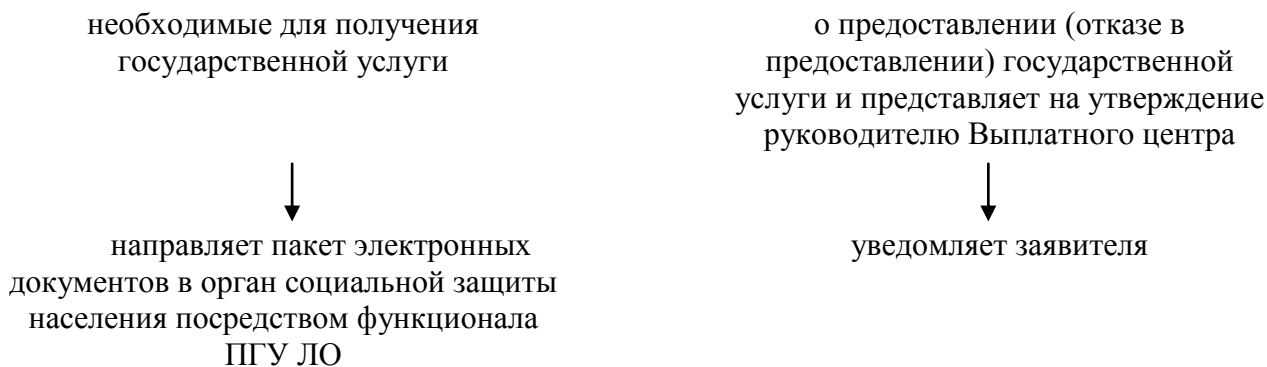 необходимые для получения
государственной услуги
направляет пакет электронных
документов в орган социальной защиты
населения посредством функционала
ПГУ ЛО
о предоставлении (отказе в
предоставлении) государственной
услуги и представляет на утверждение
руководителю Выплатного центра
уведомляет заявителя